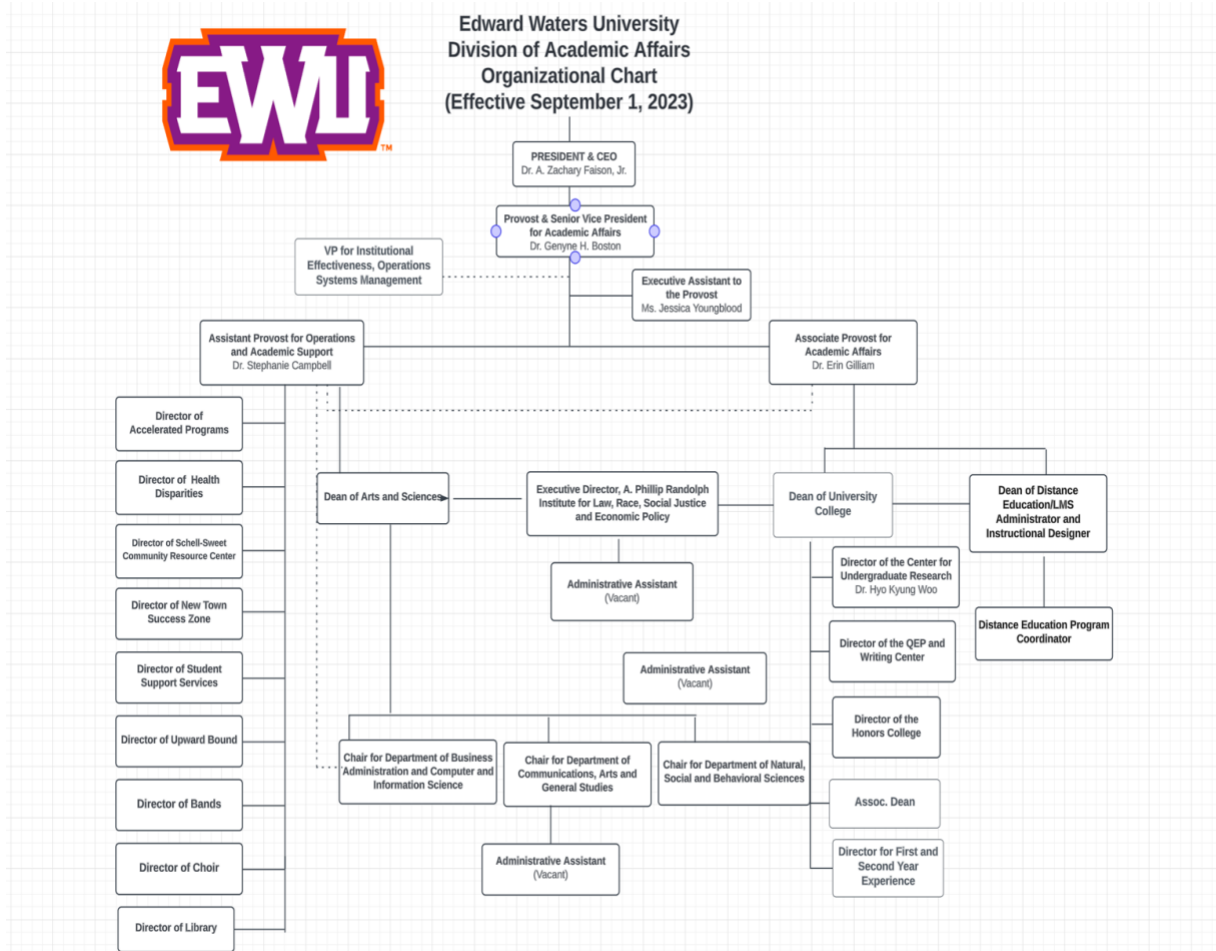 Edward Waters University
Division of Academic Affairs
Organizational Chart
(Effective September 1, 2023)
EWU
TM
PRESIDENT & CEO
Dr. A. Zachary Faison, Jr.
Provost & Senior Vice President
for Academic Affairs
Dr. Genyne H. Boston
VP for Institutional
Effectiveness, Operations
Systems Management
Executive Assistant to
the Provost
Ms. Jessica Youngblood
Assistant Provost for Operations
and Academic Support
Dr. Stephanie Campbell
Associate Provost for
Academic Affairs
Dr. Erin Gilliam
Director of
Accelerated Programs
Director of Health
Disparities
Director of Schell-Sweet
Community Resource Center
Director of New Town
Success Zone
Director of Student
Support Services
Director of Upward Bound
Director of Bands
Director of Choir
Director of Library
Dean of Arts and Sciences
Executive Director, A. Phillip Randolph
Institute for Law, Race, Social Justice
and Economic Policy
Administrative Assistant
(Vacant)
Dean of University
College
Dean of Distance
Education/LMS
Administrator and
Instructional Designer
Director of the Center for
Undergraduate Research
Dr. Hyo Kyung Woo
Distance Education Program
Coordinator
Director of the QEP and
Writing Center
Administrative Assistant
(Vacant)
Director of the
Honors College
Chair for Department of Business
Administration and Computer and
Information Science
Chair for Department of
Communications, Arts and
General Studies
Chair for Department of Natural,
Social and Behavioral Sciences
Assoc. Dean
Administrative Assistant
(Vacant)
Director for First and
Second Year
Experience